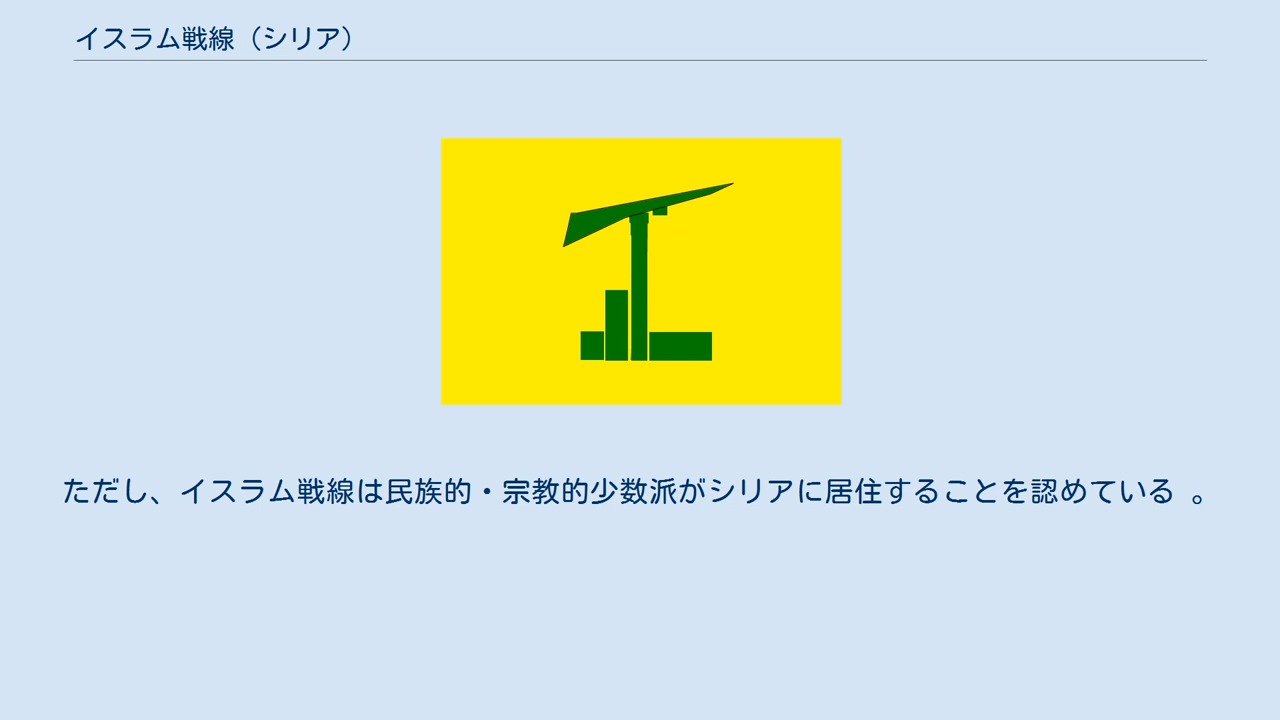 イスラム戦線（シリア）
ただし、イスラム戦線は民族的・宗教的少数派がシリアに居住することを認めている 。